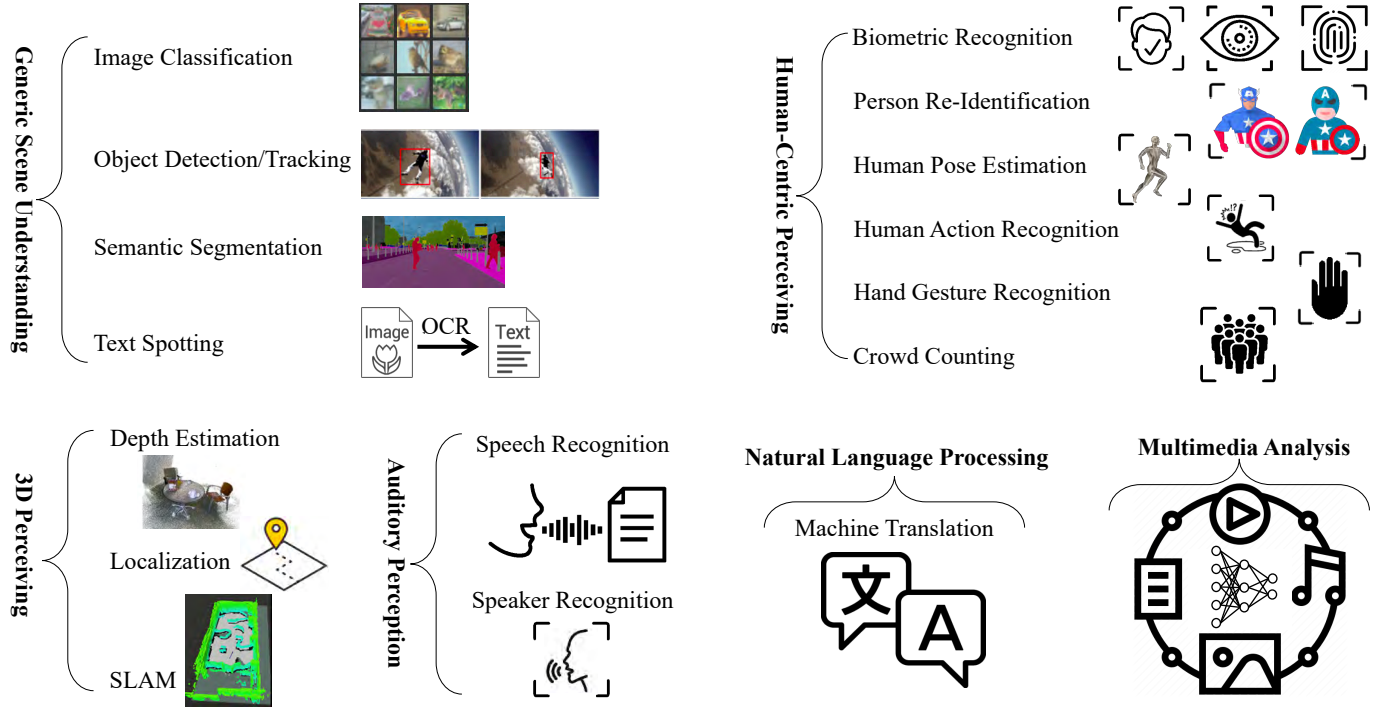 Generic Scene Understanding
Image Classification
Object Detection/Tracking
Semantic Segmentation
Text Spotting
Image
OCR
Text
Human-Centric Perceiving
Biometric Recognition
Person Re-Identification
A
Human Pose Estimation
Human Action Recognition
!?
Hand Gesture Recognition
Crowd Counting
3D Perceiving
Depth Estimation
Localization
SLAM
Auditory Perception
Speech Recognition
Speaker Recognition
Natural Language Processing
Machine Translation
文
A
Multimedia Analysis